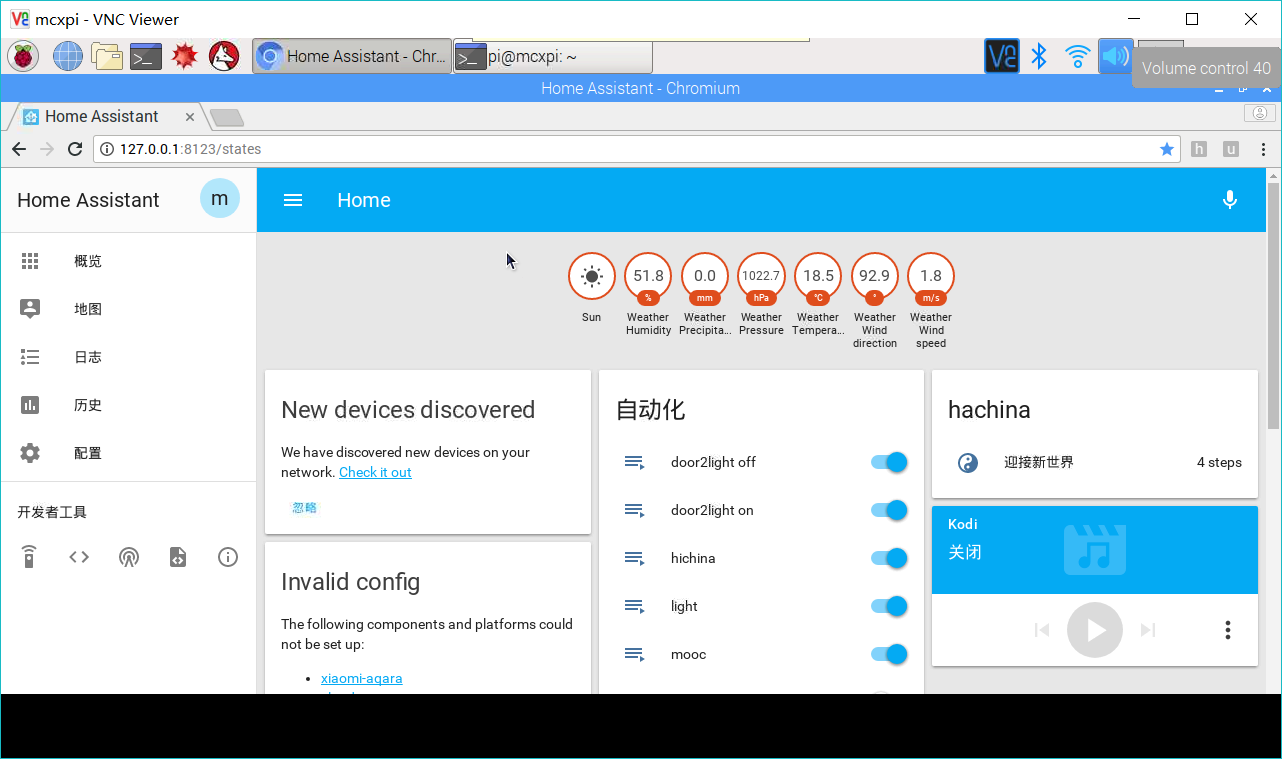 mcxpi - VNC Viewer
Home Assistant - Chr...
pi@mcxpi: ~
Volume control 40
Home Assistant - Chromium
Home Assistant
127.0.0.1:8123/states
h
u
Home Assistant
m
Home
概览
地图
日志
历史
配置
开发者工具
51.8
0.0
1022.7
18.5
92.9
1.8
%
mm
hPa
°C
°
m/s
Sun
Weather
Humidity
Weather
Precipita...
Weather
Pressure
Weather
Tempera...
Weather
Wind
direction
Weather
Wind
speed
New devices discovered
We have discovered new devices on your
network. Check it out
忽略
Invalid config
The following components and platforms could
not be set up:
xiaomi-aqara
自动化
door2light off
door2light on
hichina
light
mooc
hachina
迎接新世界
4 steps
Kodi
关闭